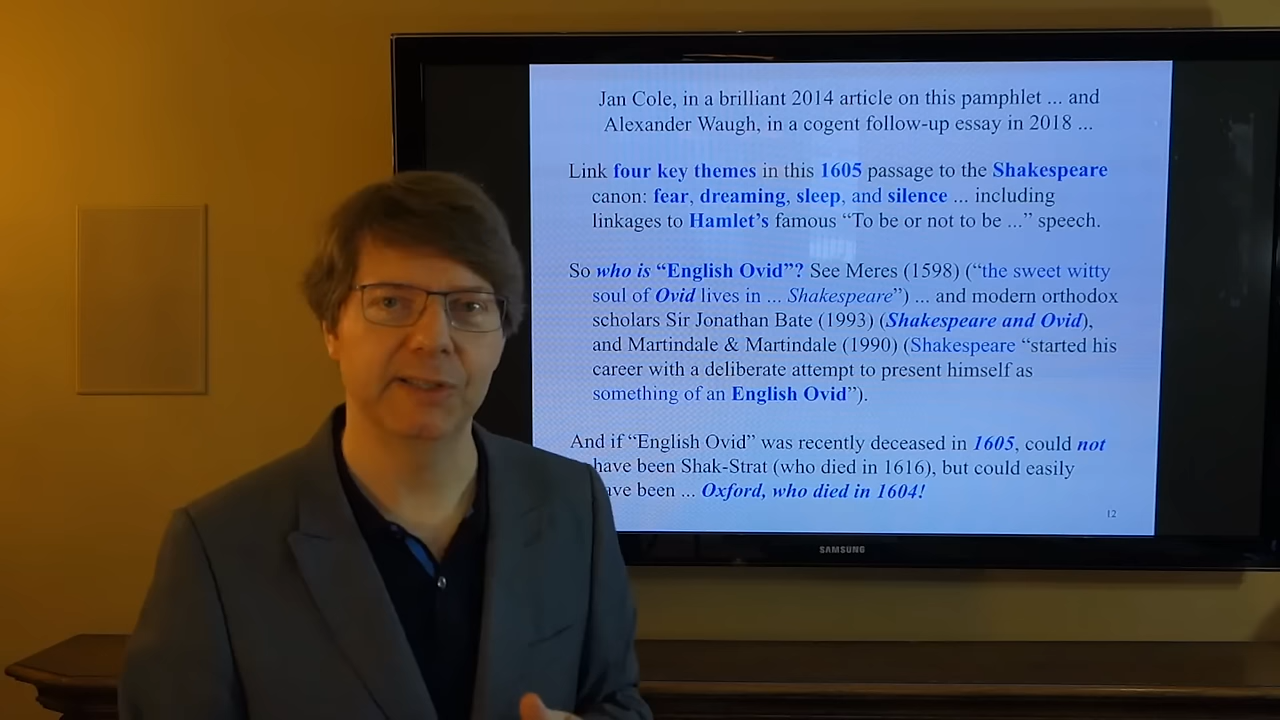 Jan Cole, in a brilliant 2014 article on this pamphlet ... and
Alexander Waugh, in a cogent follow-up essay in 2018 ...
Link four key themes in this 1605 passage to the Shakespeare
canon: fear, dreaming, sleep, and silence ... including
linkages to Hamlet's famous “To be or not to be ...” speech.
So who is “English Ovid”? See Meres (1598) (“the sweet witty
soul of Ovid lives in ... Shakespeare”) ... and modern orthodox
scholars Sir Jonathan Bate (1993) (Shakespeare and Ovid),
and Martindale & Martindale (1990) (Shakespeare “started his
career with a deliberate attempt to present himself as
something of an English Ovid”).
And if “English Ovid” was recently deceased in 1605, could not
have been Shak-Strat (who died in 1616), but could easily
ave been ... Oxford, who died in 1604!
12
SAMSUNG